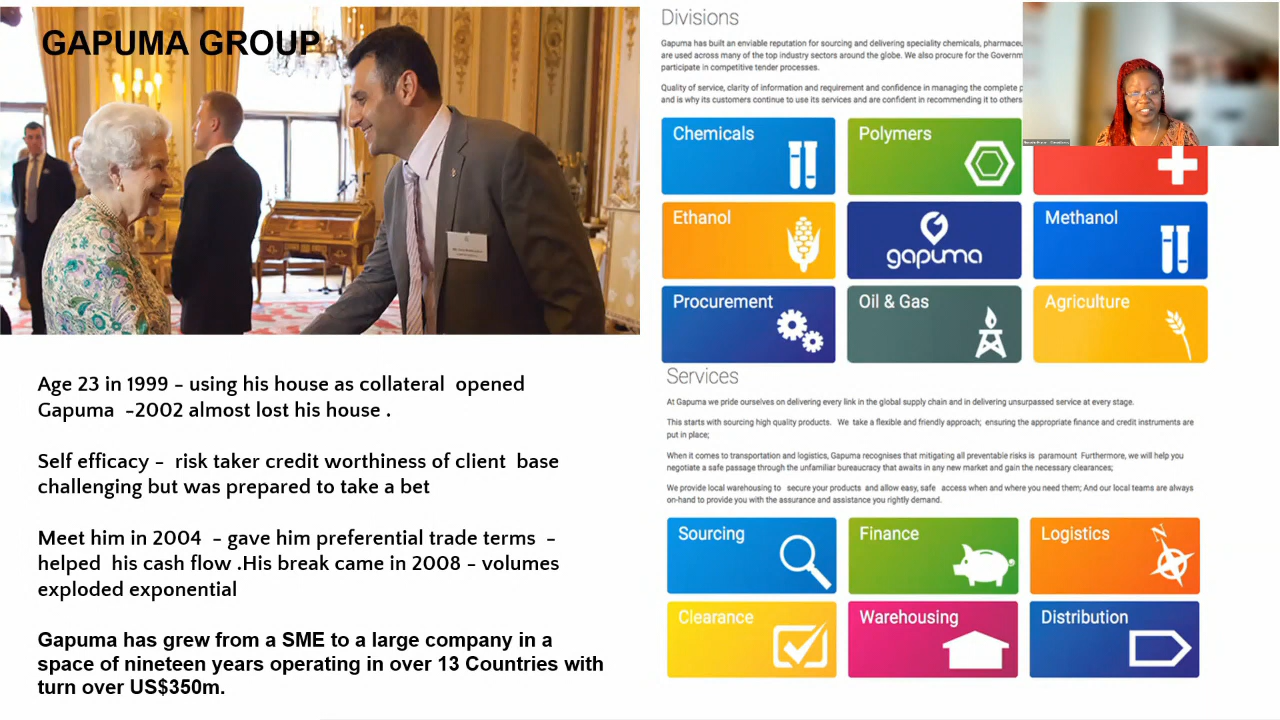 GAPUMA GROUP
Age 23 in 1999 – using his house as collateral opened
Gapuma –2002 almost lost his house .
Self efficacy – risk taker credit worthiness of client base
challenging but was prepared to take a bet
Meet him in 2004 – gave him preferential trade terms –
helped his cash flow .His break came in 2008 – volumes
exploded exponential
Gapuma has grew from a SME to a large company in a
space of nineteen years operating in over 13 Countries with
turn over US$350m.
Divisions
Gapuma has built an enviable reputation for sourcing and delivering speciality chemicals,
are used across many of the top industry sectors around the globe. We also procure for the
participate in competitive tender processes.
Quality of service, clarity of information and requirement and confidence in managing the complete
and is why its customers continue to use its services and are confident in recommending it to others
Chemicals
Polymers
Ethanol
gapuma
Methanol
Procurement
Oil & Gas
Agriculture
Services
At Gapuma we pride ourselves on delivering every link in the global supply chain and in delivering unsurpassed service at every stage.
This starts with sourcing high quality products. We take a flexible and friendly approach; ensuring the appropriate finance and credit instruments are
put in place;
When it comes to transportation and logistics, Gapuma recognises that mitigating all preventable risks is paramount Furthermore, we will help you
negotiate a safe passage through the unfamiliar bureaucracy that awaits in any new market and gain the necessary clearances;
We provide local warehousing to secure your products and allow easy, safe access when and where you need them; And our local teams are always
on-hand to provide you with the assurance and assistance you rightly demand.
Sourcing
Finance
Logistics
N
Clearance
Warehousing
Distribution